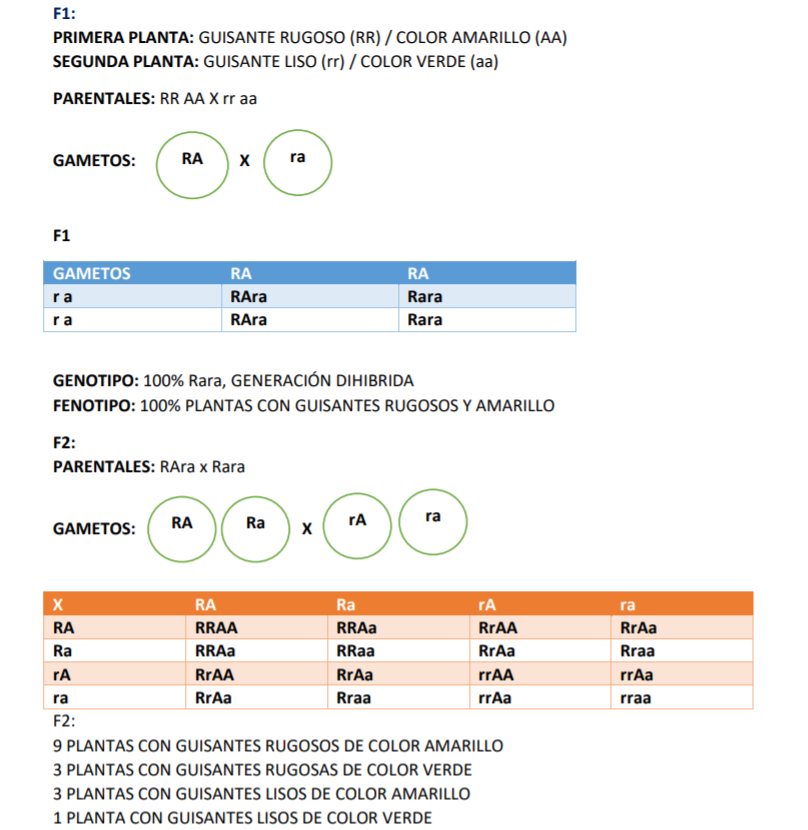 F1:
PRIMERA PLANTA: GUISANTE RUGOSO (RR) / COLOR AMARILLO (AA)
SEGUNDA PLANTA: GUISANTE LISO (rr) / COLOR VERDE (aa)
PARENTALES: RR AA X rr aa
GAMETOS: RA X ra
F1
GAMETOS RA RA
r a RAra Rara
r a RAra Rara
GENOTIPO: 100% Rara, GENERACIÓN DIHIBRIDA
FENOTIPO: 100% PLANTAS CON GUISANTES RUGOSOS Y AMARILLO
F2:
PARENTALES: RAra x Rara
GAMETOS: RA Ra X rA ra
X RA Ra rA ra
RA RRAA RRAa RrAA RrAa
Ra RRAa RRaa RrAa Rraa
rA RrAA RrAa rrAA rrAa
ra RrAa Rraa rrAa rraa
F2:
9 PLANTAS CON GUISANTES RUGOSOS DE COLOR AMARILLO
3 PLANTAS CON GUISANTES RUGOSAS DE COLOR VERDE
3 PLANTAS CON GUISANTES LISOS DE COLOR AMARILLO
1 PLANTA CON GUISANTES LISOS DE COLOR VERDE